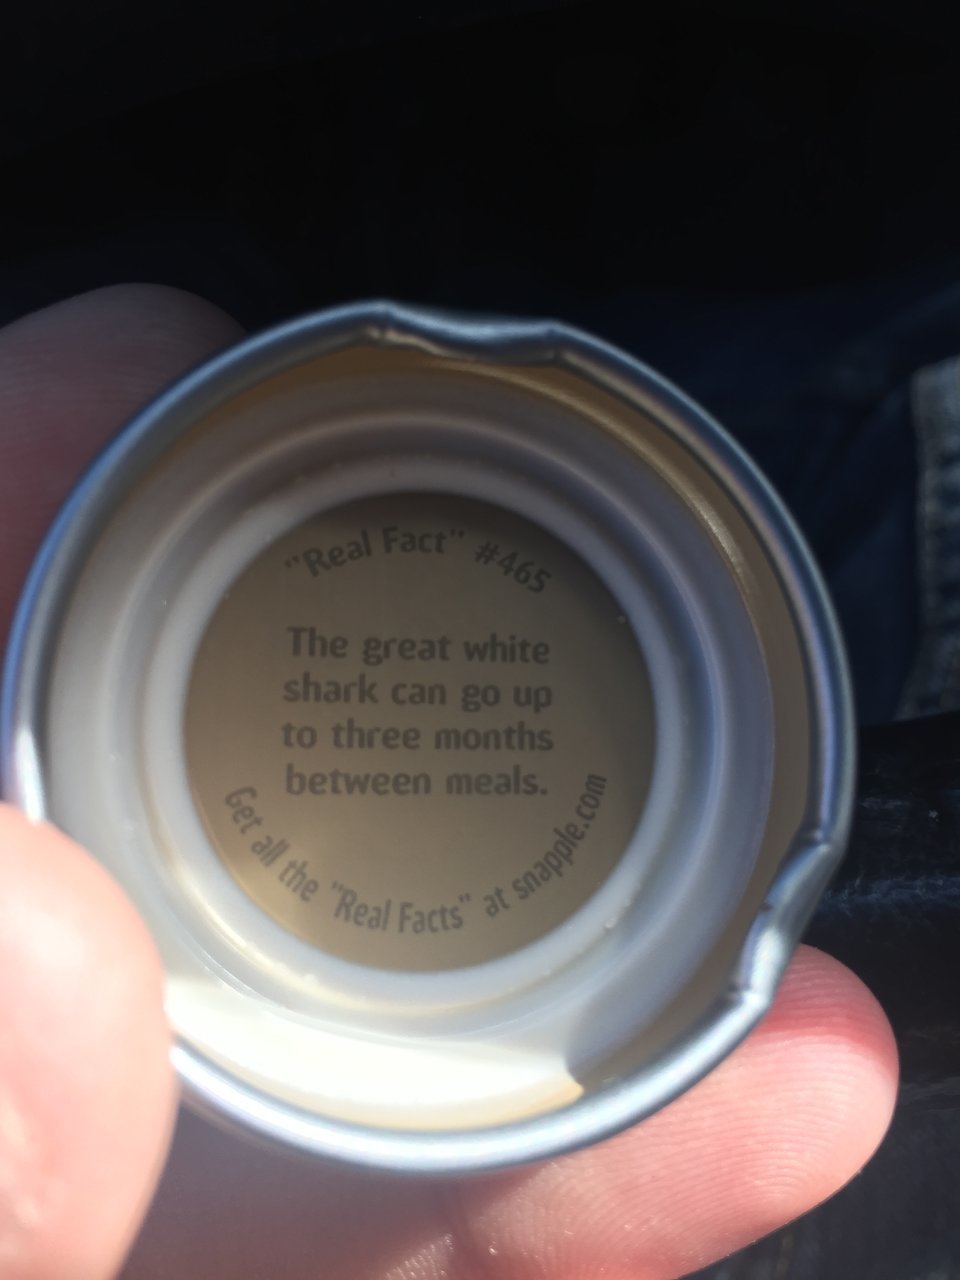 "Real Fact" #465
The great white
shark can go up
to three months
between meals.
Get all the "Real Facts" at snapple.com